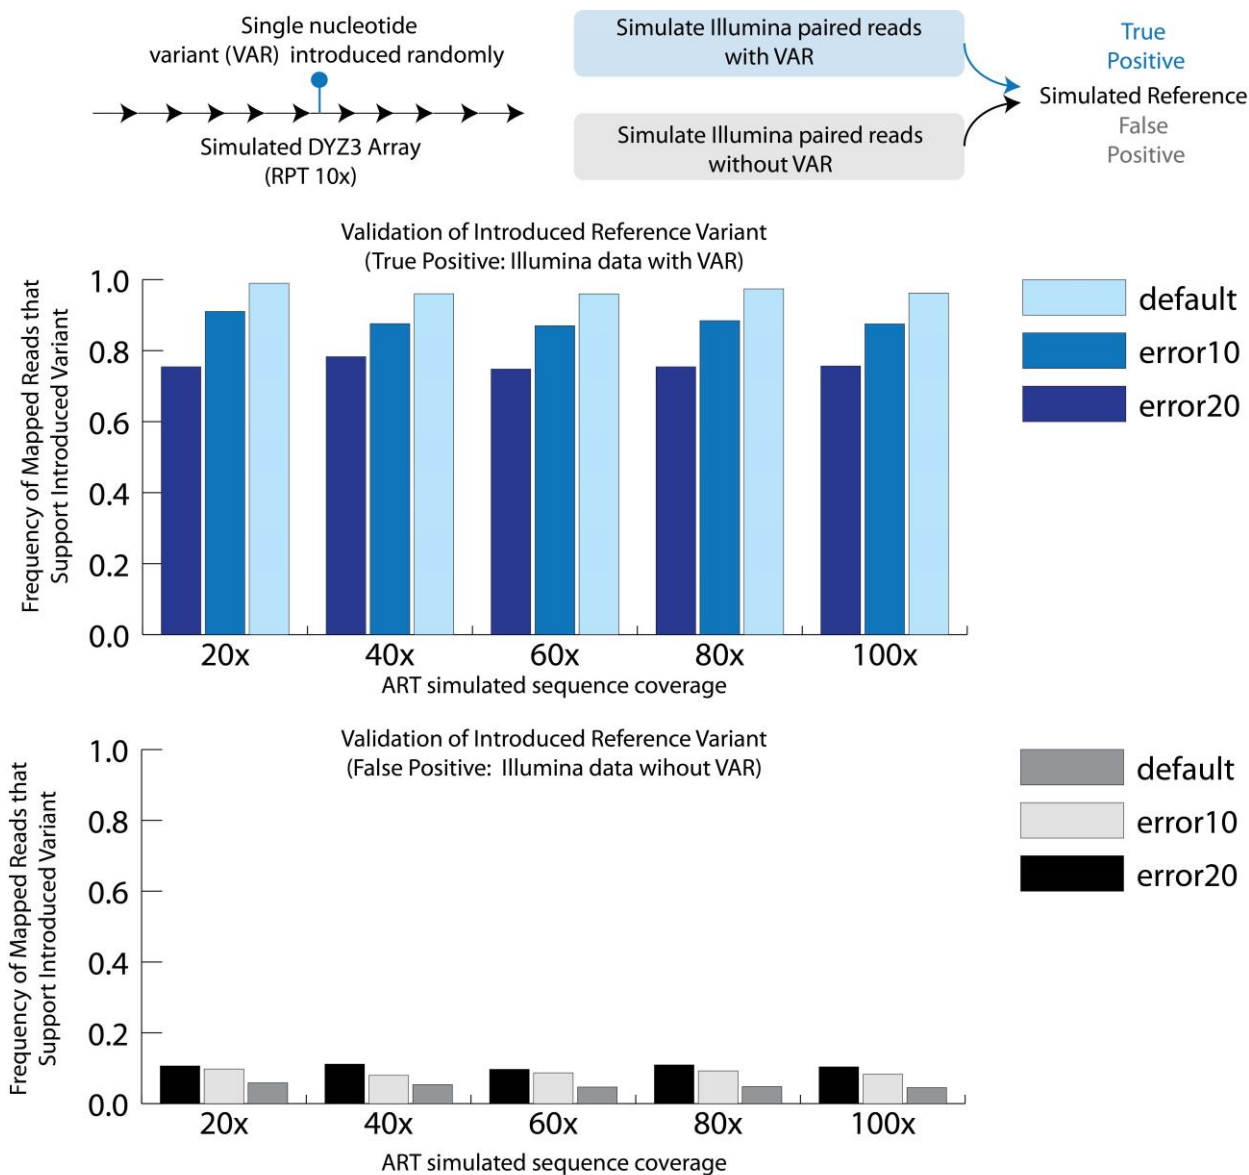 Single nucleotide
variant (VAR) introduced randomly
Simulated DYZ3 Array
(RPT 10x)
Simulate Illumina paired reads
with VAR
Simulate Illumina paired reads
without VAR
True
Positive
Simulated Reference
False
Positive
Validation of Introduced Reference Variant
(True Positive: Illumina data with VAR)
Frequency of Mapped Reads that
Support Introduced Variant
1.0
0.8
0.6
0.4
0.2
0.0
20x
40x
60x
80x
100x
ART simulated sequence coverage
default
error10
error20
Validation of Introduced Reference Variant
(False Positive: Illumina data wihout VAR)
Frequency of Mapped Reads that
Support Introduced Variant
1.0
0.8
0.6
0.4
0.2
0.0
20x
40x
60x
80x
100x
ART simulated sequence coverage
default
error10
error20